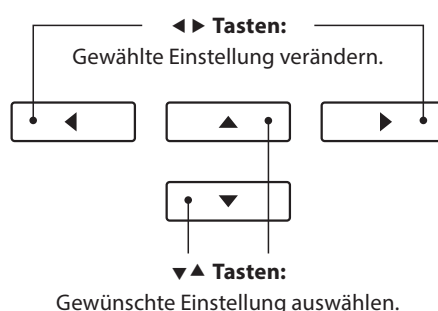 ◀ ▶ Tasten:
Gewählte Einstellung verändern.
▼ ▲ Tasten:
Gewünschte Einstellung auswählen.